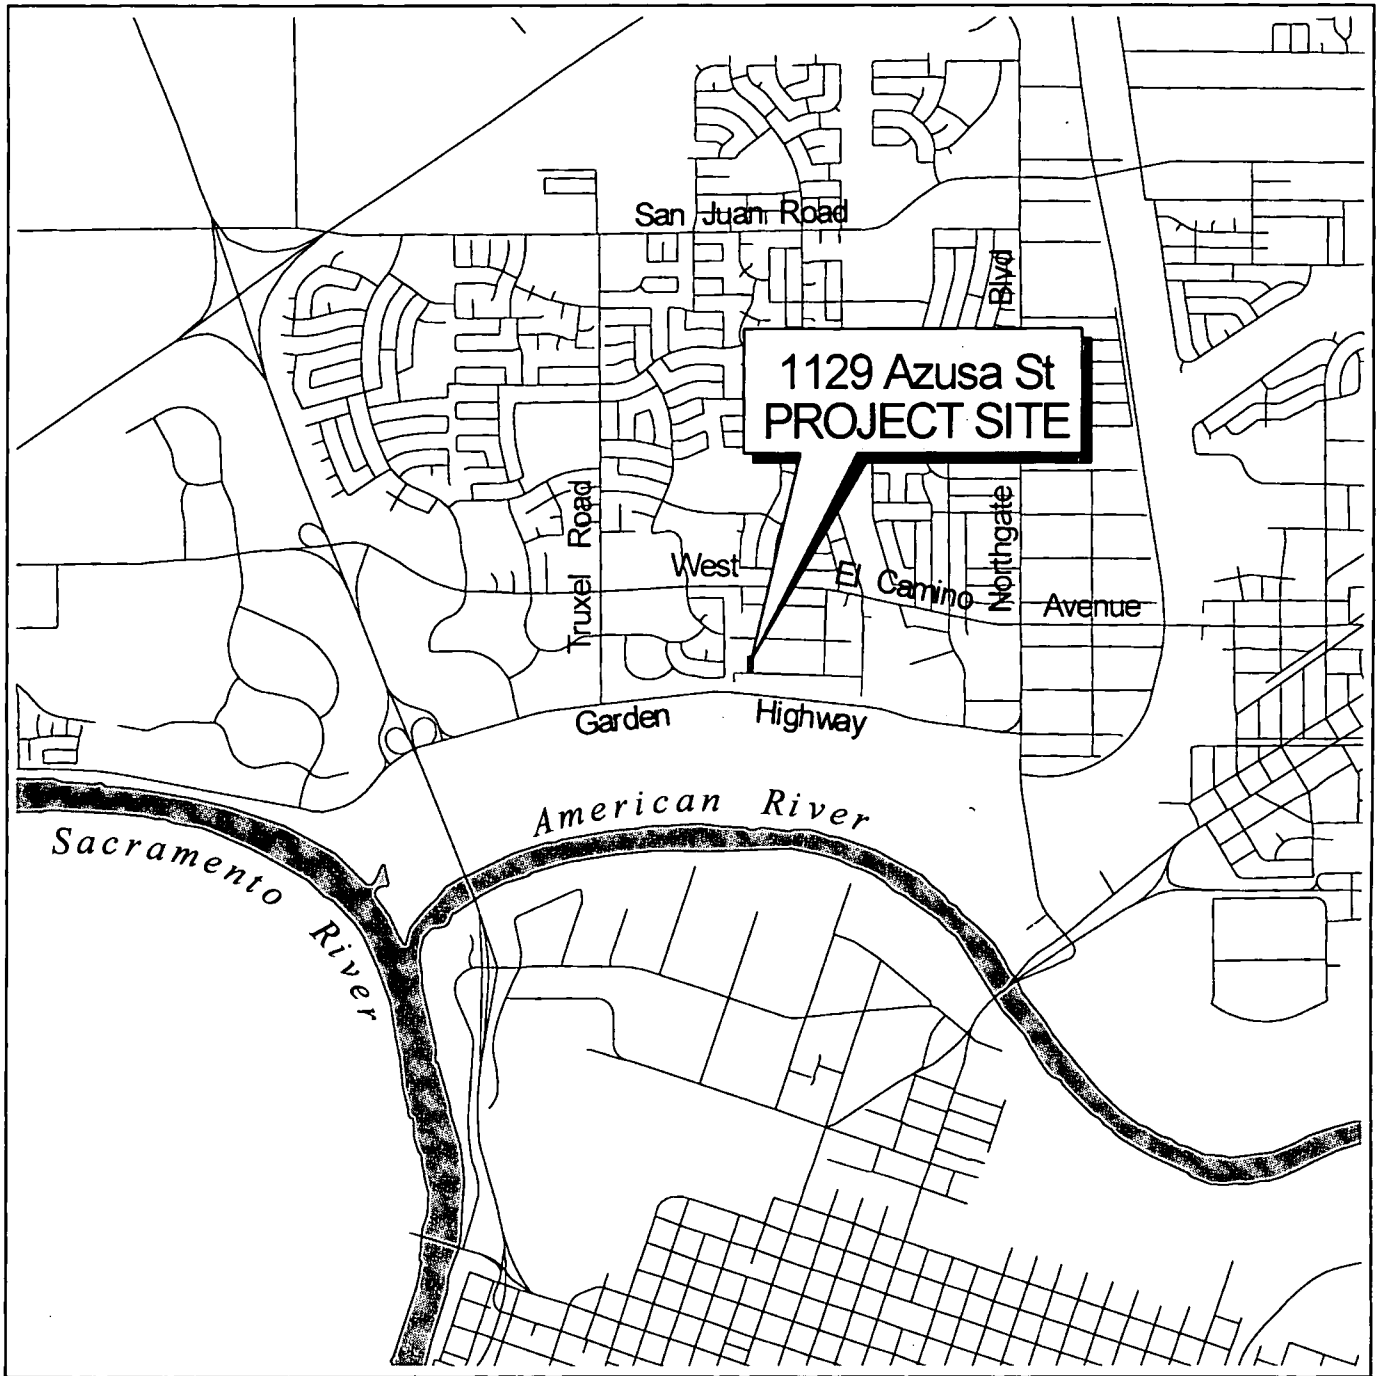 San Juan Road
Blvd
1129 Azusa St
PROJECT SITE
Truxel Road
Northgate
West Camino Avenue
Garden Highway
American River
Sacramento River